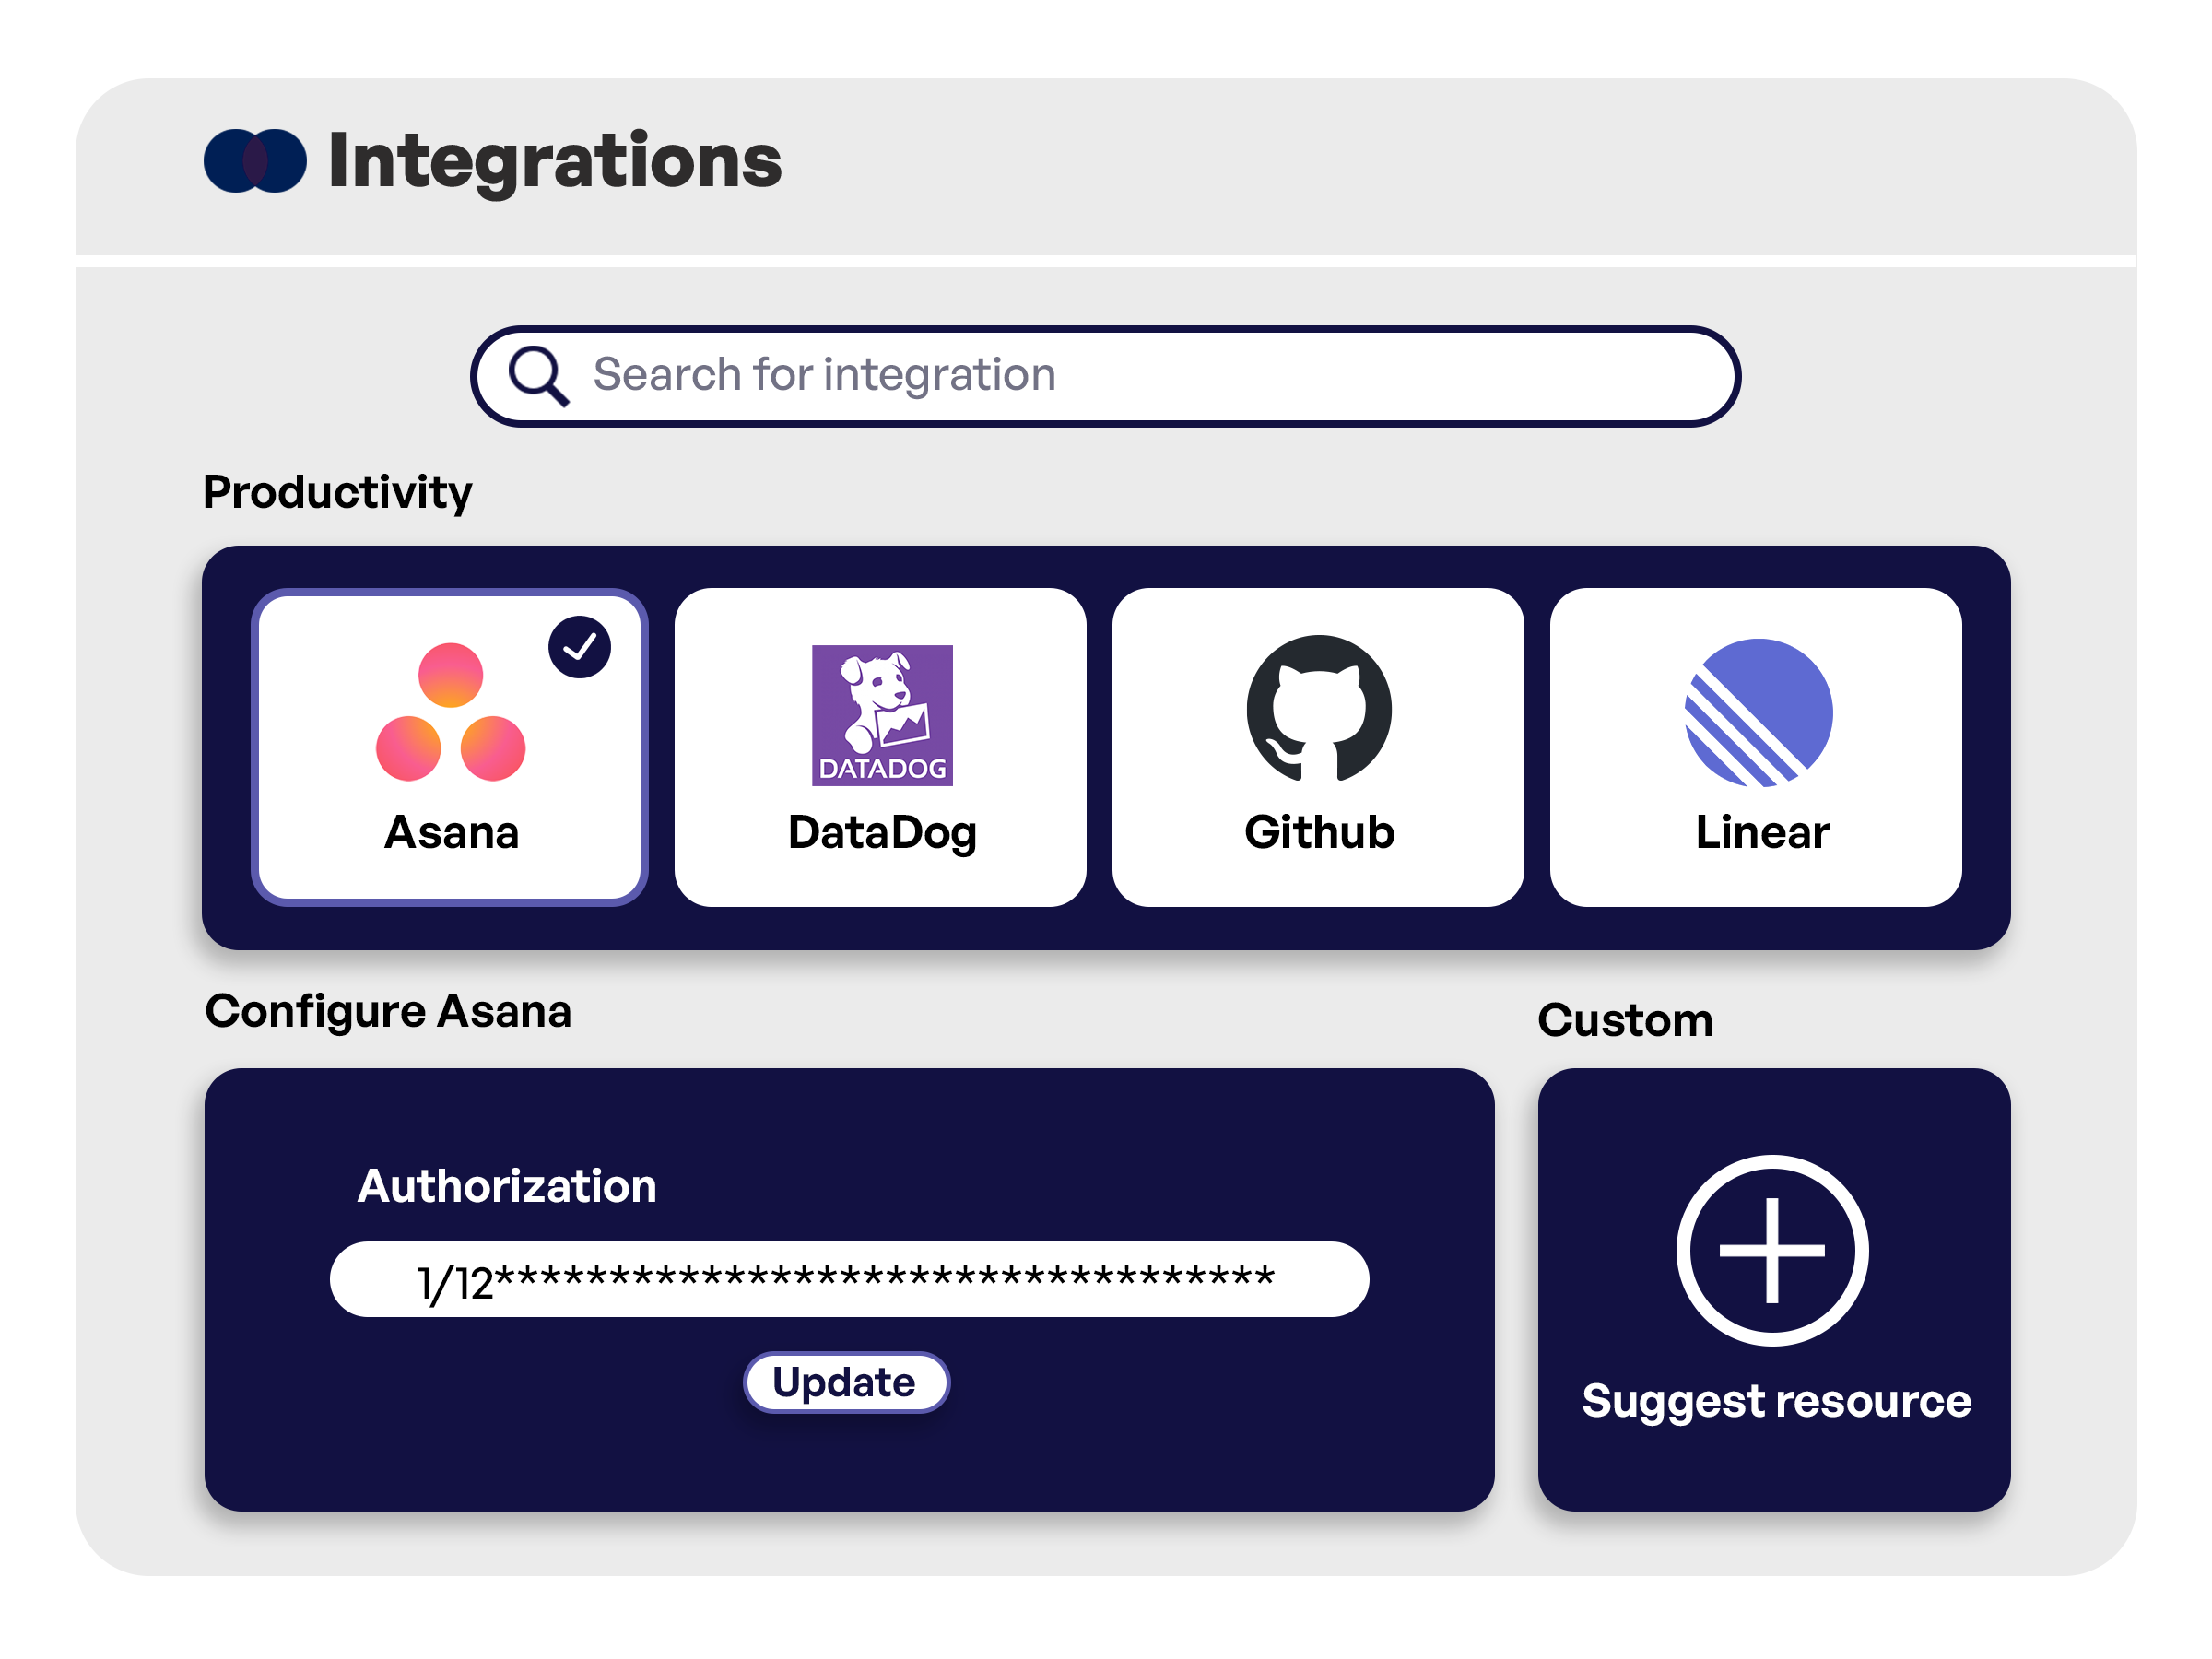 Integrations
Search for integration
Productivity
DATADOG
Asana
DataDog
Github
Linear
Configure Asana
Custom
Authorization
1/12**********************************
Update
Suggest resource